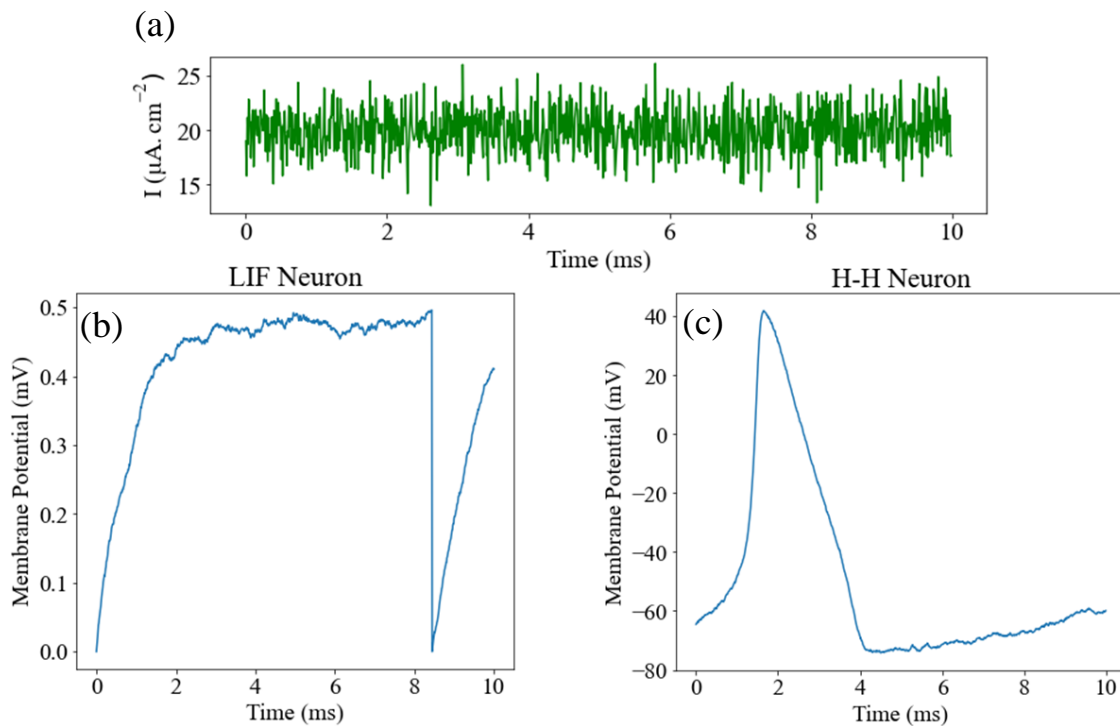 (a)
25
20
15
I (μA. cm⁻²)
0 2 4 6 8 10
Time (ms)
LIF Neuron
(b)
0.5
0.4
0.3
0.2
0.1
0.0
Membrane Potential (mV)
0 2 4 6 8 10
Time (ms)
H-H Neuron
(c)
40
20
0
−20
−40
−60
−80
Membrane Potential (mV)
0 2 4 6 8 10
Time (ms)